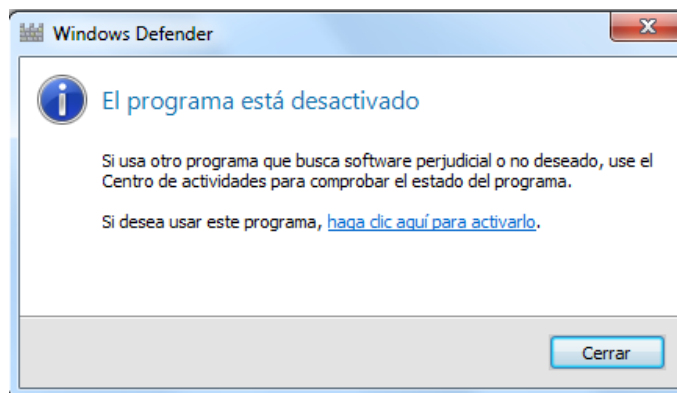 Windows Defender
El programa está desactivado
Si usa otro programa que busca software perjudicial o no deseado, use el
Centro de actividades para comprobar el estado del programa.
Si desea usar este programa, haga clic aquí para activarlo.
Cerrar